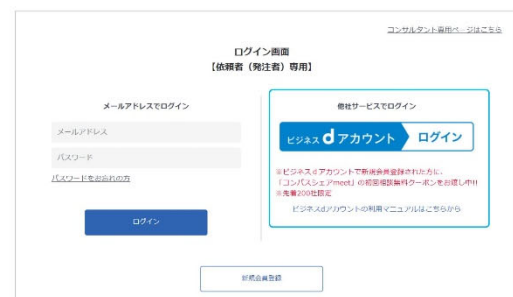 コンサルタント専用ページはこちら
ログイン画面
【依頼者（発注者）専用】
メールアドレスでログイン
メールアドレス
パスワード
パスワードをお忘れの方
ログイン
他社サービスでログイン
ビジネス dアカウント ログイン
※ビジネスdアカウントで新規会員登録された方に、
「コンパスシェアmeet」の初回相談無料クーポンをお渡し中!!
※先着200社限定
ビジネスdアカウントの利用マニュアルはこちらから
新規会員登録